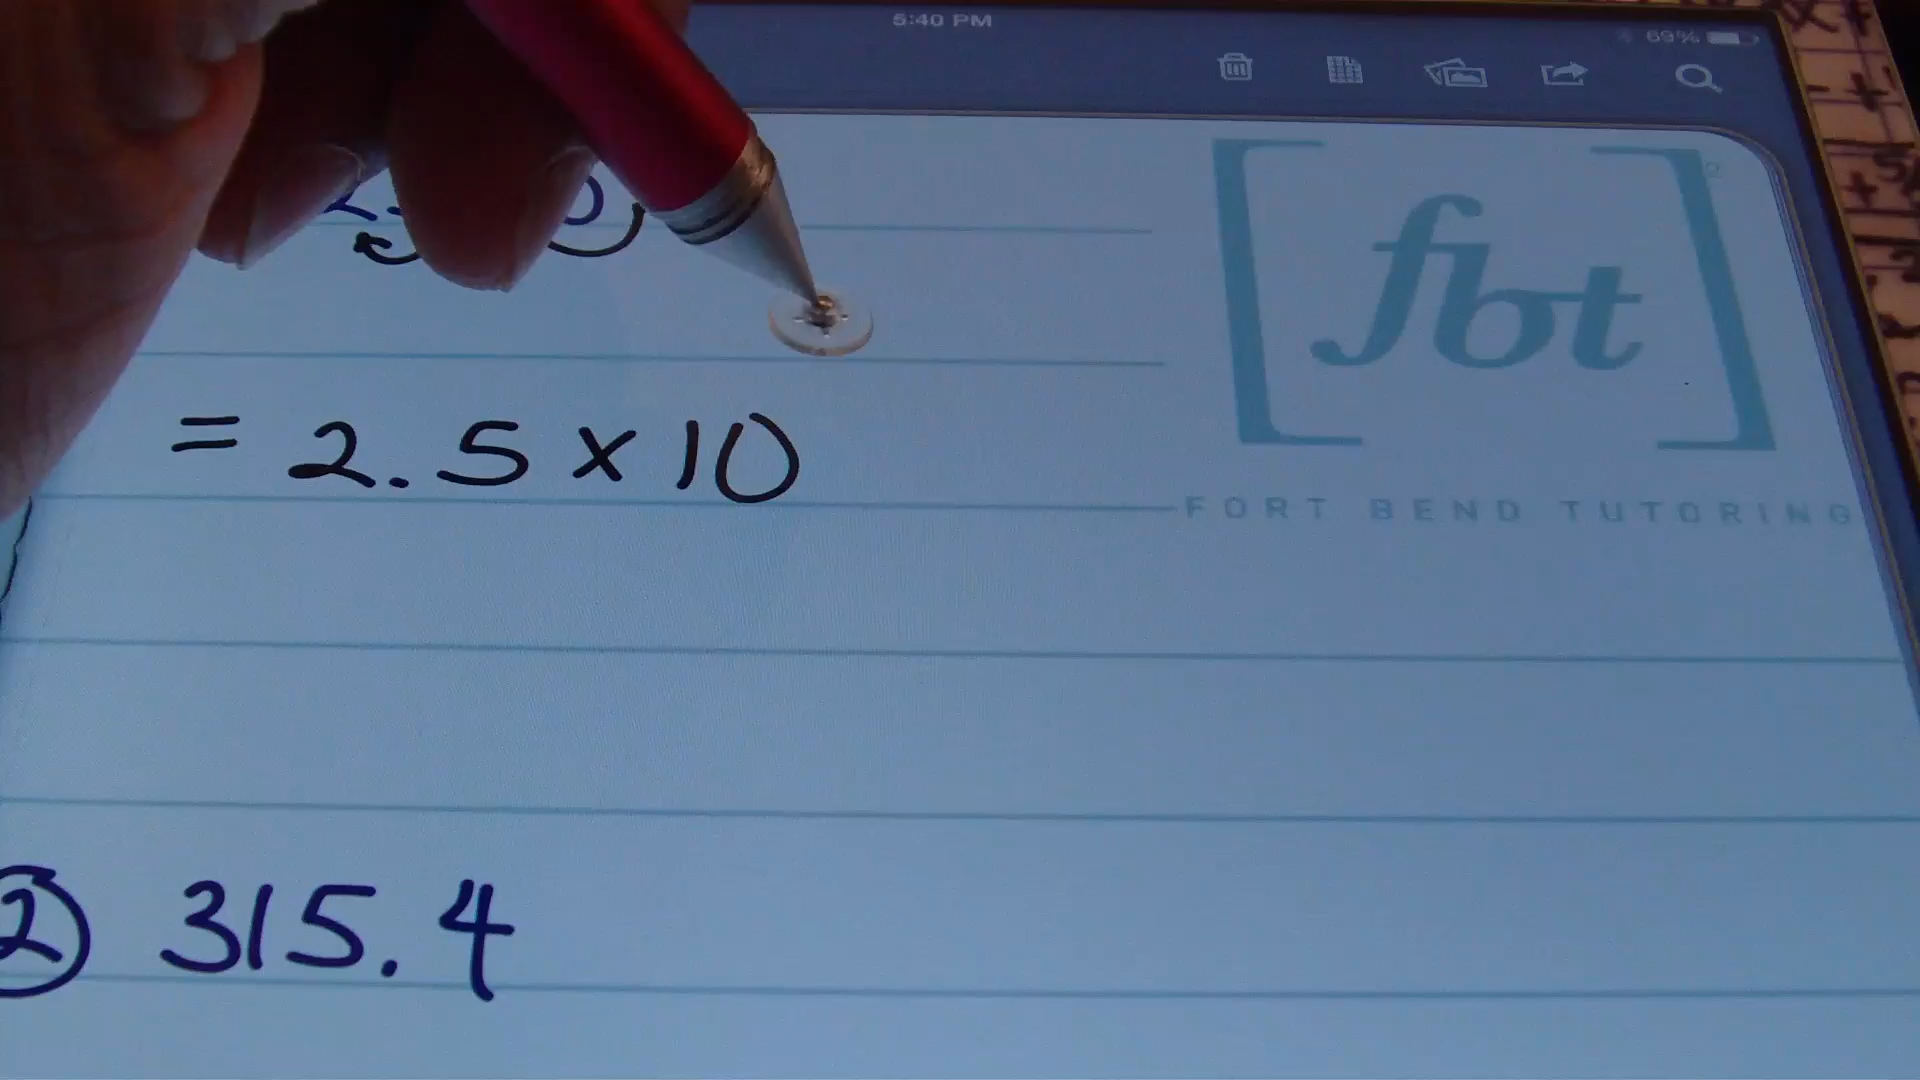 5:40 PM
69%
= 2.5 x 10
fbt
FORT BEND TUTORING
2 315.4